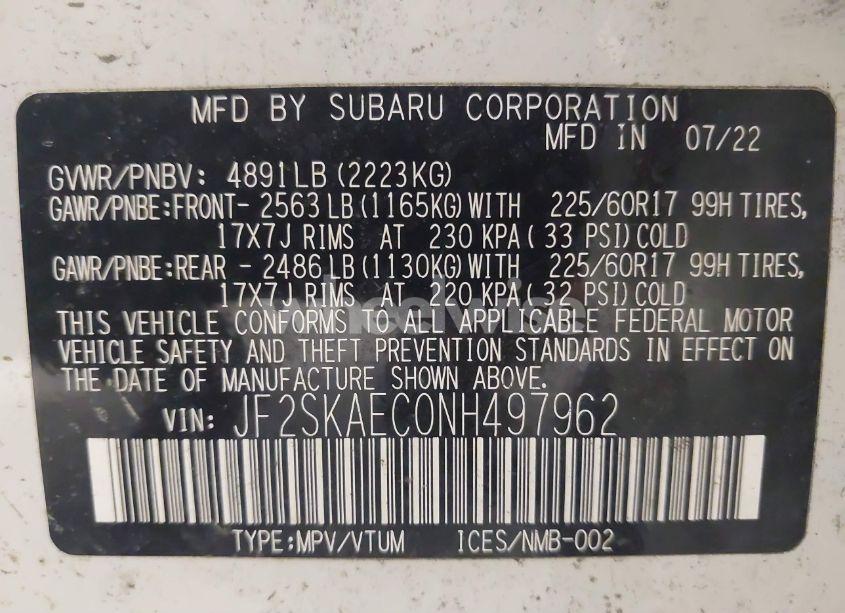 MFD BY SUBARU CORPORATION
MFD IN 07/22
GVWR/PNBV: 4891LB (2223KG)
GAWR/PNBE:FRONT- 2563 LB (1165KG) WITH 225/60R17 99H TIRES,
17X7J RIMS AT 230 KPA ( 33 PSI) COLD
GAWR/PNBE:REAR - 2486 LB (1130KG) WITH 225/60R17 99H TIRES,
17X7J RIMS AT 220 KPA ( 32 PSI) COLD
THIS VEHICLE CONFORMS TO ALL APPLICABLE FEDERAL MOTOR
VEHICLE SAFETY AND THEFT PREVENTION STANDARDS IN EFFECT ON
THE DATE OF MANUFACTURE SHOWN ABOVE.
VIN: JF2SKAEC0NH497962
TYPE:MPV/VTUM ICES/NMB-002